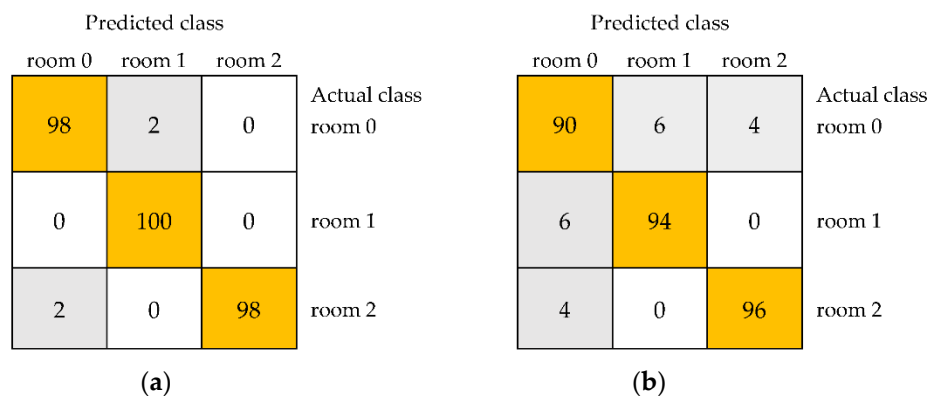 Predicted class
room 0 room 1 room 2
Actual class
98 2 0 room 0
0 100 0 room 1
2 0 98 room 2
(a)
Predicted class
room 0 room 1 room 2
Actual class
90 6 4 room 0
6 94 0 room 1
4 0 96 room 2
(b)